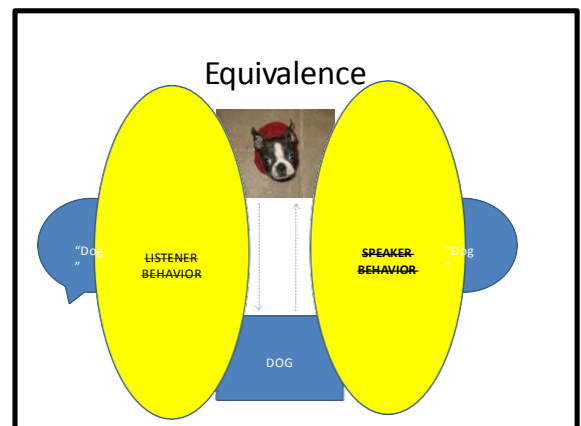 Equivalence
"Dog
"
LISTENER
BEHAVIOR
SPEAKER
BEHAVIOR
"Dog
"
DOG